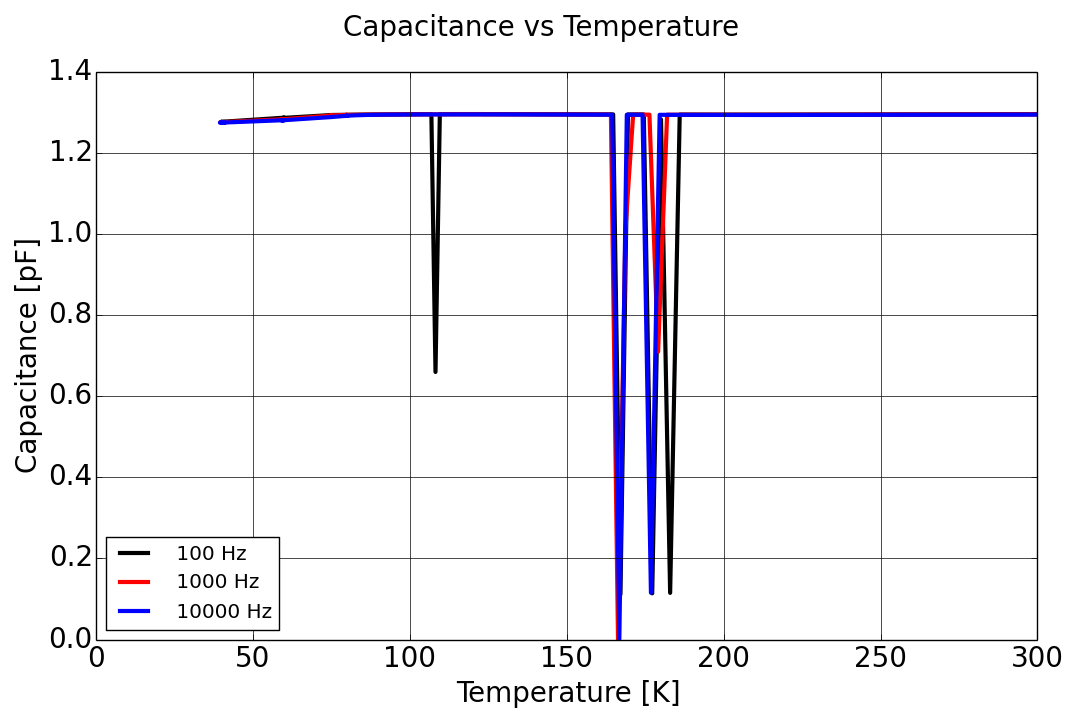 Capacitance vs Temperature
1.4
1.2
1.0
0.8
0.6
0.4
0.2
0.0
Capacitance [pF]
100 Hz
1000 Hz
10000 Hz
0 50 100 150 200 250 300
Temperature [K]